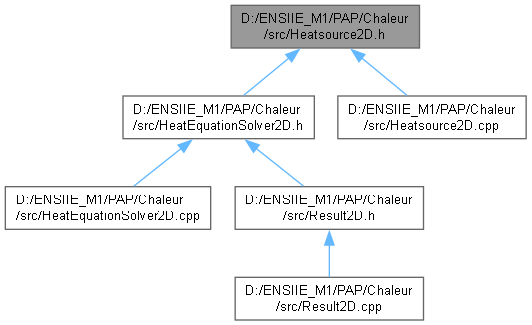 D:/ENSIIE_M1/PAP/Chaleur
/src/Heatsource2D.h
D:/ENSIIE_M1/PAP/Chaleur
/src/HeatEquationSolver2D.h
D:/ENSIIE_M1/PAP/Chaleur
/src/Heatsource2D.cpp
D:/ENSIIE_M1/PAP/Chaleur
/src/HeatEquationSolver2D.cpp
D:/ENSIIE_M1/PAP/Chaleur
/src/Result2D.h
D:/ENSIIE_M1/PAP/Chaleur
/src/Result2D.cpp